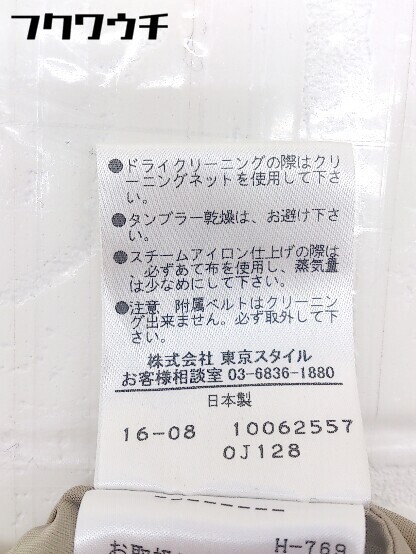 フクワウチ
●ドライクリーニングの際はクリ
ーニングネットを使用して下さ
い。
●タンブラー乾燥は、お避け下さ
い。
●スチームアイロン仕上げの際は
、必ずあて布を使用し、蒸気量
は少なめにして下さい。
●注意 附属ベルトはクリーニン
グ出来ません。必ず取外して下
さい。
株式会社 東京スタイル
お客様相談室 03-6836-1880
日本製
16-08 10062557
OJ128
H-769